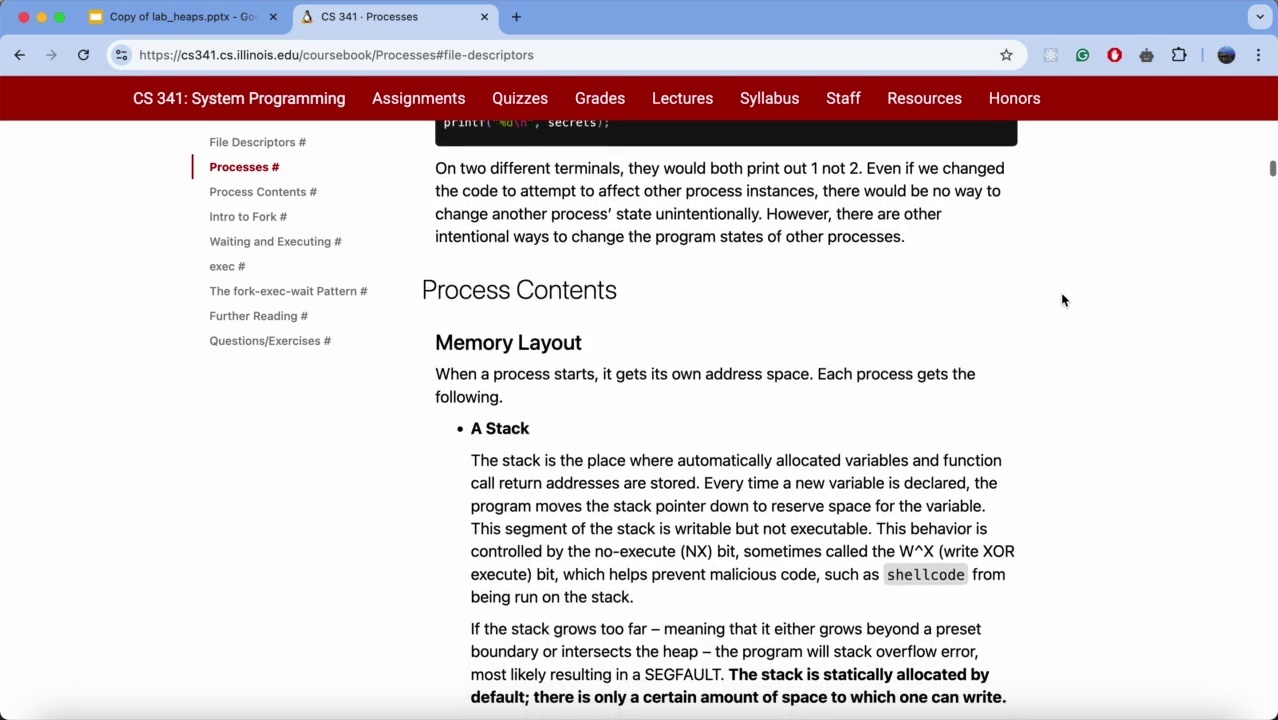 Copy of lab_heaps.pptx - Goo
CS 341 · Processes
https://cs341.cs.illinois.edu/coursebook/Processes#file-descriptors
CS 341: System Programming Assignments Quizzes Grades Lectures Syllabus Staff Resources Honors
File Descriptors #
Processes #
Process Contents #
Intro to Fork #
Waiting and Executing #
exec #
The fork-exec-wait Pattern #
Further Reading #
Questions/Exercises #
printf("%d\n", secrets);
On two different terminals, they would both print out 1 not 2. Even if we changed
the code to attempt to affect other process instances, there would be no way to
change another process' state unintentionally. However, there are other
intentional ways to change the program states of other processes.
Process Contents
Memory Layout
When a process starts, it gets its own address space. Each process gets the
following.
• A Stack
The stack is the place where automatically allocated variables and function
call return addresses are stored. Every time a new variable is declared, the
program moves the stack pointer down to reserve space for the variable.
This segment of the stack is writable but not executable. This behavior is
controlled by the no-execute (NX) bit, sometimes called the W^X (write XOR
execute) bit, which helps prevent malicious code, such as shellcode from
being run on the stack.
If the stack grows too far – meaning that it either grows beyond a preset
boundary or intersects the heap – the program will stack overflow error,
most likely resulting in a SEGFAULT. The stack is statically allocated by
default; there is only a certain amount of space to which one can write.